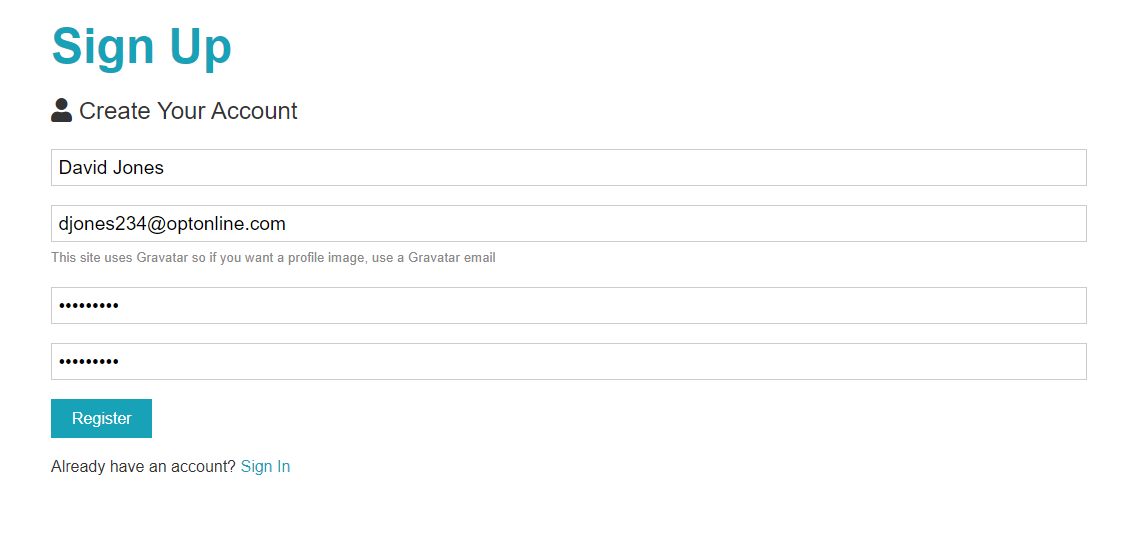 Sign Up
Create Your Account
David Jones
djones234@optonline.com
This site uses Gravatar so if you want a profile image, use a Gravatar email
•••••••••
•••••••••
Register
Already have an account? Sign In